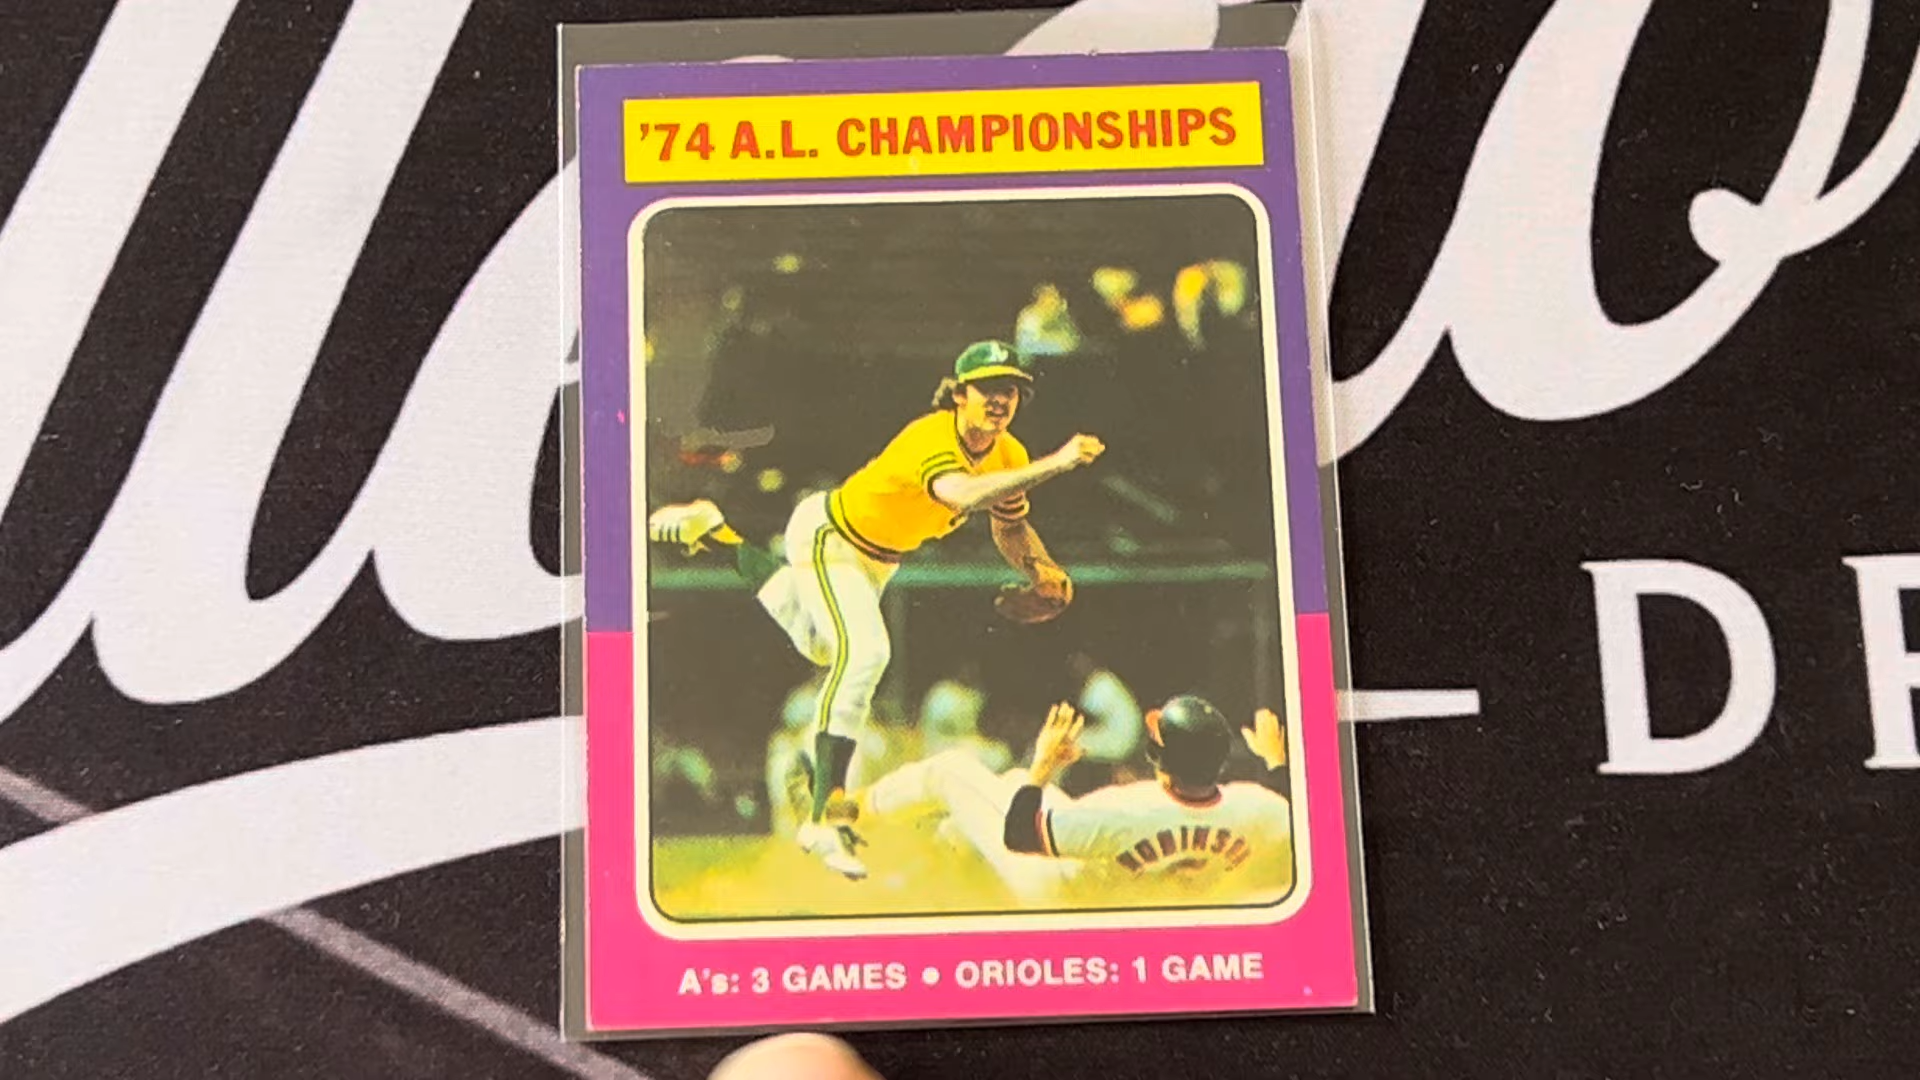 '74 A.L. CHAMPIONSHIPS
ROBINSON
A's: 3 GAMES • ORIOLES: 1 GAME